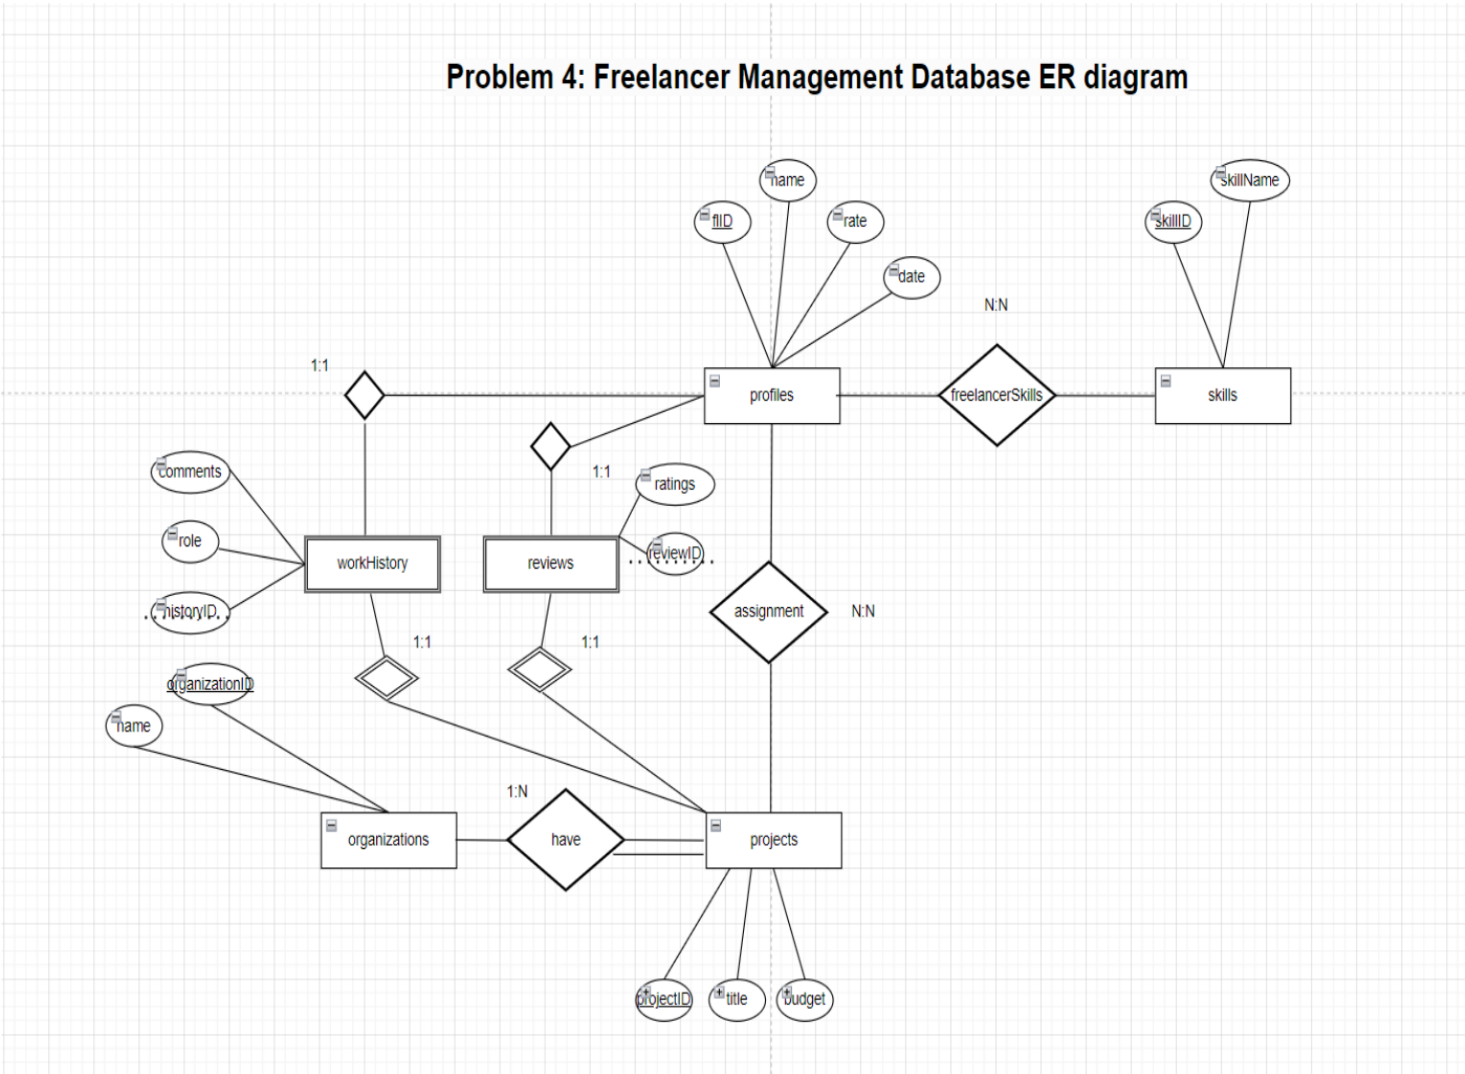 Problem 4: Freelancer Management Database ER diagram
name
flID
rate
date
skillName
skillID
N:N
1:1
profiles
freelancerSkills
skills
comments
1:1
ratings
role
reviewID
workHistory
reviews
historyID
assignment
N:N
1:1
1:1
organizationID
name
1:N
organizations
have
projects
projectID
title
budget